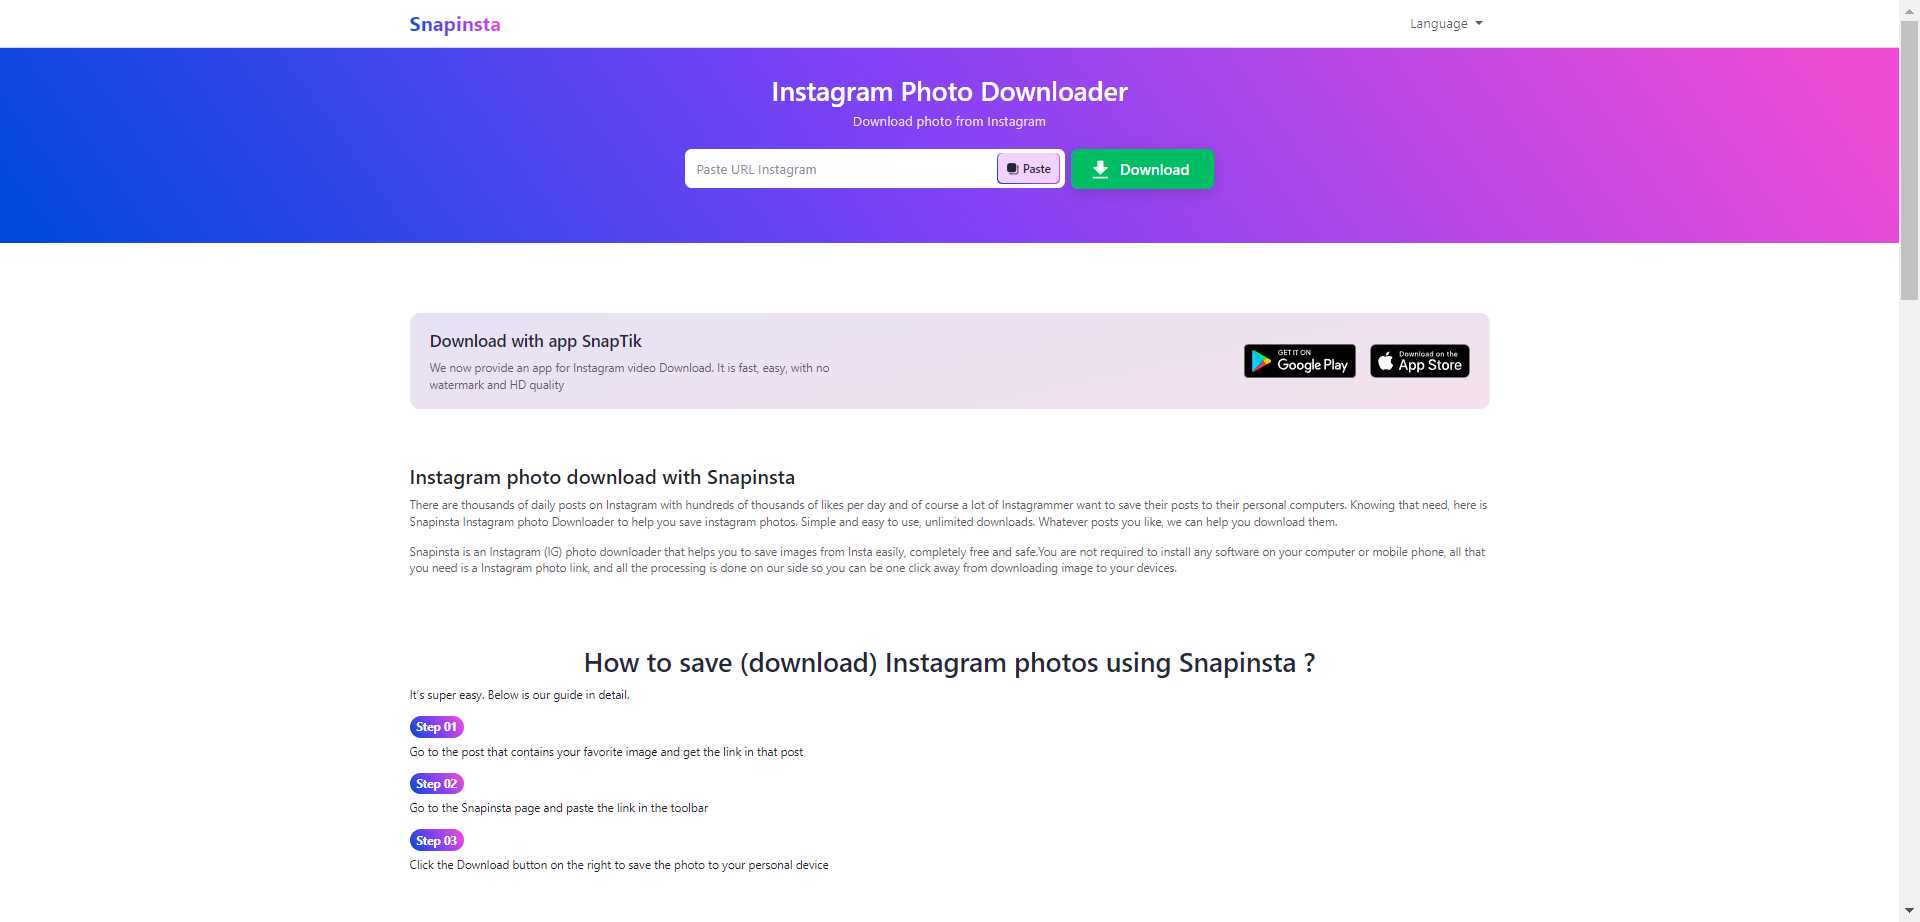 Snapinsta
Language
Instagram Photo Downloader
Download photo from Instagram
Paste URL Instagram
Paste
Download
Download with app SnapTik
We now provide an app for Instagram video Download. It is fast, easy, with no
watermark and HD quality
GET IT ON
Google Play
Download on the
App Store
Instagram photo download with Snapinsta
There are thousands of daily posts on Instagram with hundreds of thousands of likes per day and of course a lot of Instagrammer want to save their posts to their personal computers. Knowing that need, here is
Snapinsta Instagram photo Downloader to help you save instagram photos. Simple and easy to use, unlimited downloads. Whatever posts you like, we can help you download them.
Snapinsta is an Instagram (IG) photo downloader that helps you to save images from Insta easily, completely free and safe.You are not required to install any software on your computer or mobile phone, all that
you need is a Instagram photo link, and all the processing is done on our side so you can be one click away from downloading image to your devices.
How to save (download) Instagram photos using Snapinsta ?
It's super easy. Below is our guide in detail.
Step 01
Go to the post that contains your favorite image and get the link in that post
Step 02
Go to the Snapinsta page and paste the link in the toolbar
Step 03
Click the Download button on the right to save the photo to your personal device